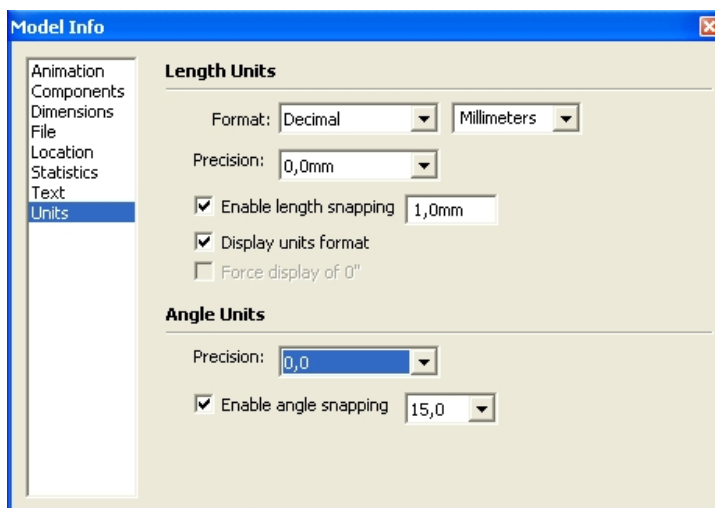 Model Info
Animation
Components
Dimensions
File
Location
Statistics
Text
Units
Length Units
Format: Decimal Millimeters
Precision: 0,0mm
Enable length snapping 1,0mm
Display units format
Force display of 0"
Angle Units
Precision: 0,0
Enable angle snapping 15,0